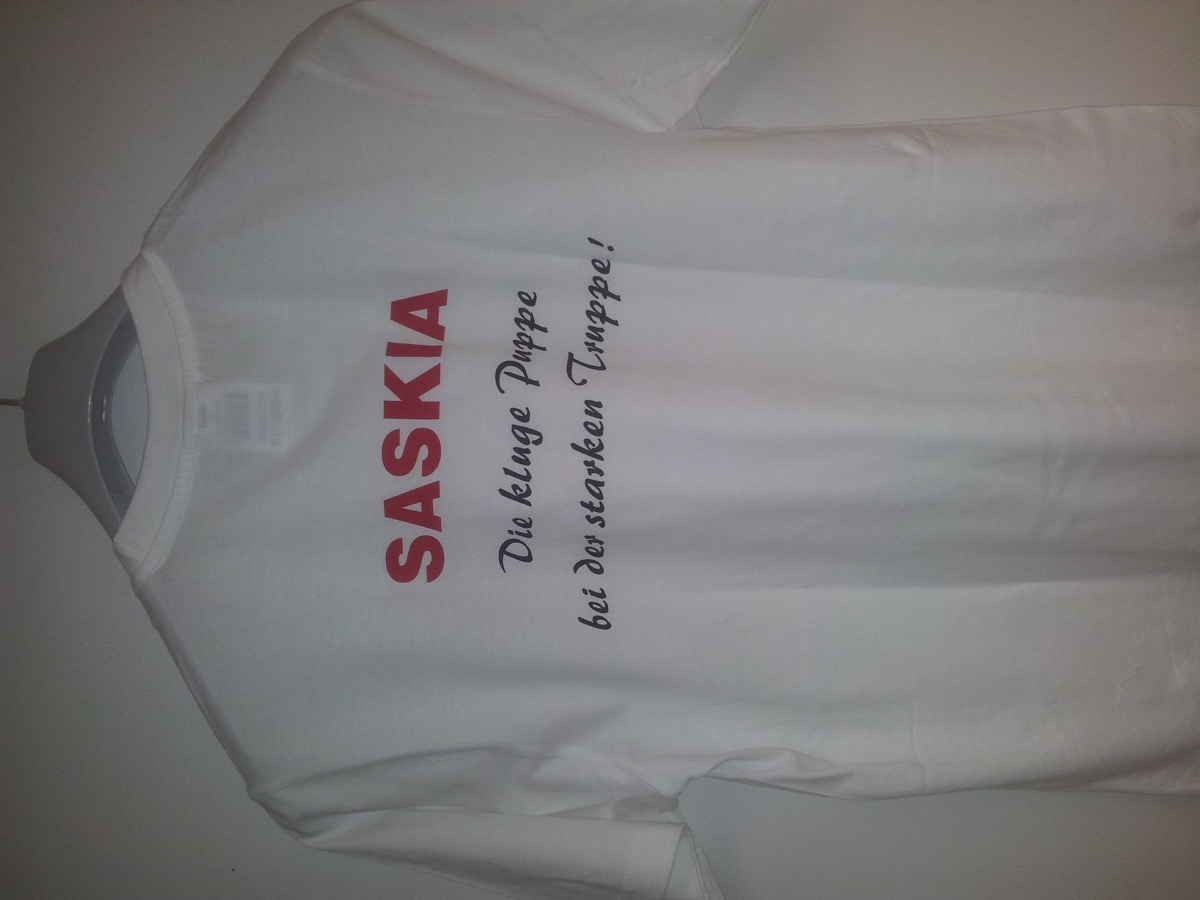 SASKIA
Die kluge Puppe
bei der starken Truppe!